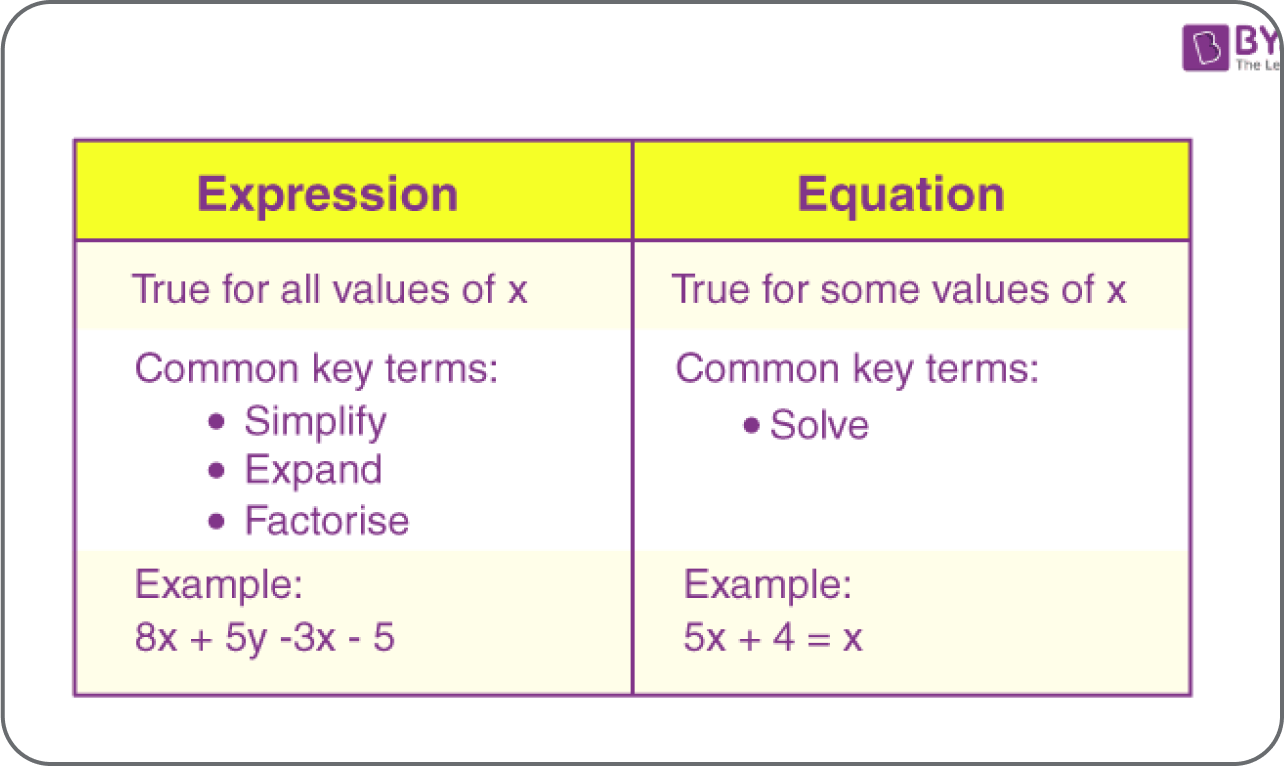 BY
The Le
Expression
Equation
True for all values of x
True for some values of x
Common key terms:
• Simplify
• Expand
• Factorise
Common key terms:
• Solve
Example:
8x + 5y -3x - 5
Example:
5x + 4 = x